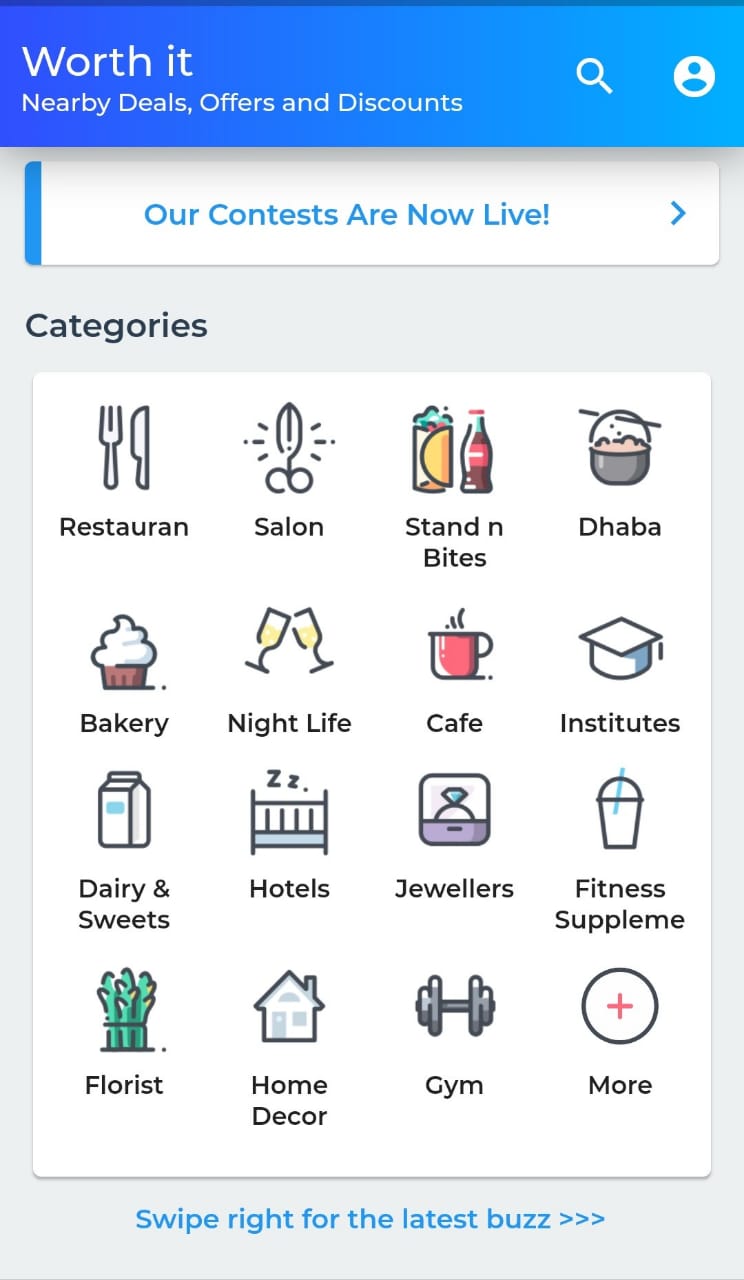 Worth it
Nearby Deals, Offers and Discounts
Our Contests Are Now Live!
Categories
Restauran
Salon
Stand n
Bites
Dhaba
Bakery
Night Life
Cafe
Institutes
Dairy &
Sweets
Zz.
Hotels
Jewellers
Fitness
Suppleme
Florist
Home
Decor
Gym
More
Swipe right for the latest buzz >>>